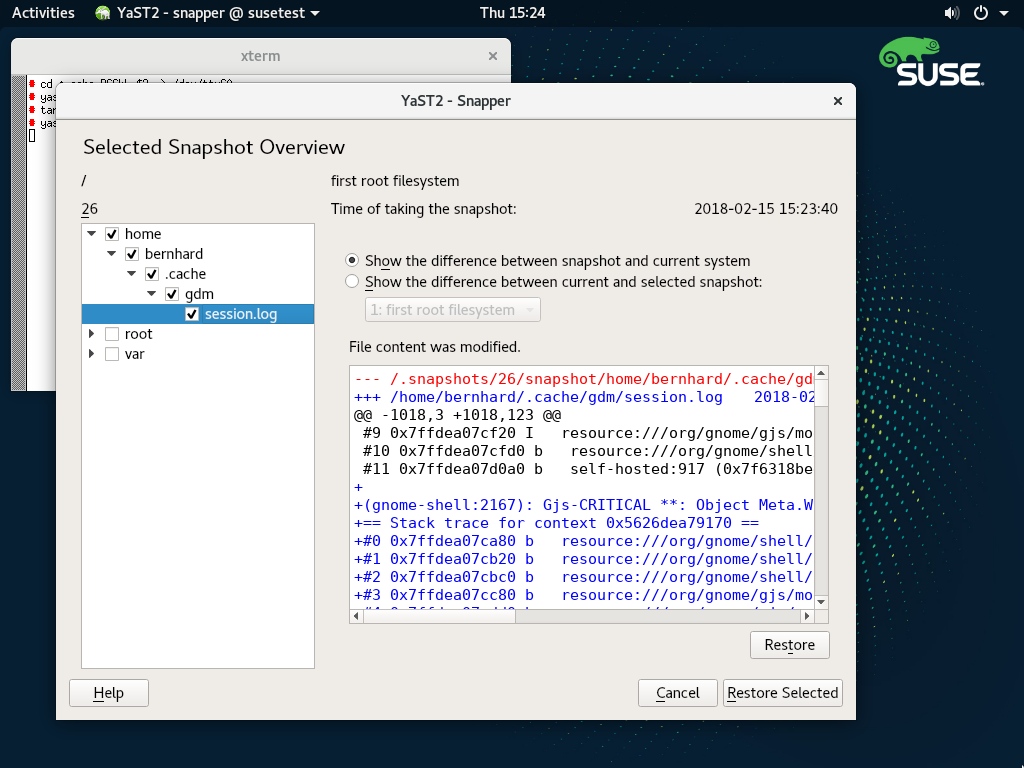 Activities YaST2 - snapper @ susetest Thu 15:24
SUSE
xterm
cd
yas
tar
yas
YaST2 - Snapper
Selected Snapshot Overview
/ first root filesystem
26 Time of taking the snapshot: 2018-02-15 15:23:40
home
bernhard
.cache
gdm
session.log
root
var
Show the difference between snapshot and current system
Show the difference between current and selected snapshot:
1: first root filesystem
File content was modified.
--- /.snapshots/26/snapshot/home/bernhard/.cache/gd
+++ /home/bernhard/.cache/gdm/session.log 2018-02
@@ -1018,3 +1018,123 @@
#9 0x7ffdea07cf20 I resource:///org/gnome/gjs/mo
#10 0x7ffdea07cfd0 b resource:///org/gnome/shell
#11 0x7ffdea07d0a0 b self-hosted:917 (0x7f6318be
+
+(gnome-shell:2167): Gjs-CRITICAL **: Object Meta.W
+== Stack trace for context 0x5626dea79170 ==
+#0 0x7ffdea07ca80 b resource:///org/gnome/shell/
+#1 0x7ffdea07cb20 b resource:///org/gnome/shell/
+#2 0x7ffdea07cbc0 b resource:///org/gnome/shell/
+#3 0x7ffdea07cc80 b resource:///org/gnome/gjs/mo
Restore
Help Cancel Restore Selected